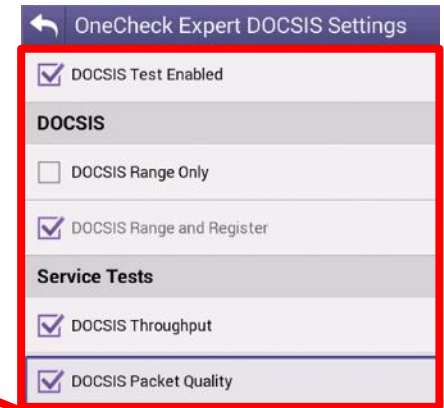 OneCheck Expert DOCSIS Settings
DOCSIS Test Enabled
DOCSIS
DOCSIS Range Only
DOCSIS Range and Register
Service Tests
DOCSIS Throughput
DOCSIS Packet Quality